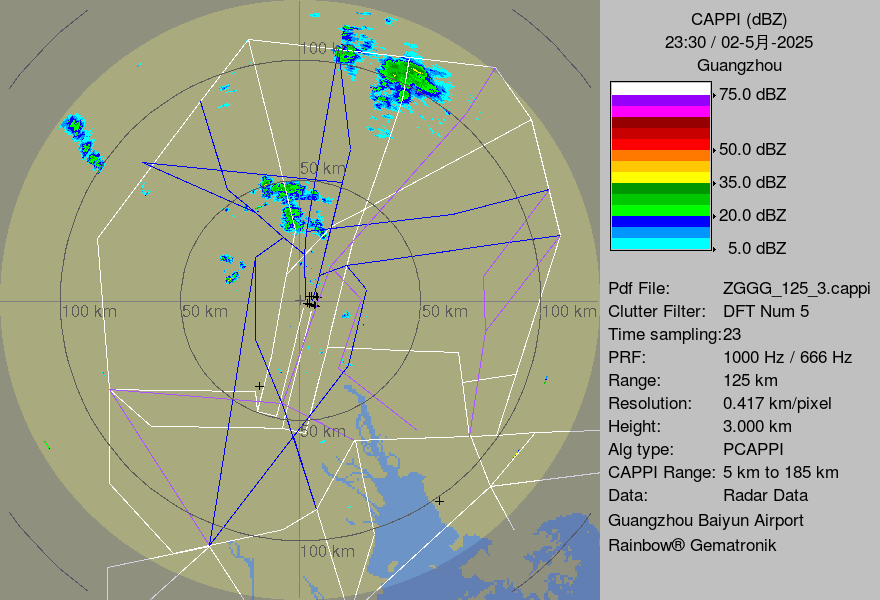 100 km
50 km
100 km
50 km
50 km
100 km
50 km
100 km
CAPPI (dBZ)
23:30 / 02-5月-2025
Guangzhou
75.0 dBZ
50.0 dBZ
35.0 dBZ
20.0 dBZ
5.0 dBZ
Pdf File: ZGGG_125_3.cappi
Clutter Filter: DFT Num 5
Time sampling:23
PRF: 1000 Hz / 666 Hz
Range: 125 km
Resolution: 0.417 km/pixel
Height: 3.000 km
Alg type: PCAPPI
CAPPI Range: 5 km to 185 km
Data: Radar Data
Guangzhou Baiyun Airport
Rainbow® Gematronik